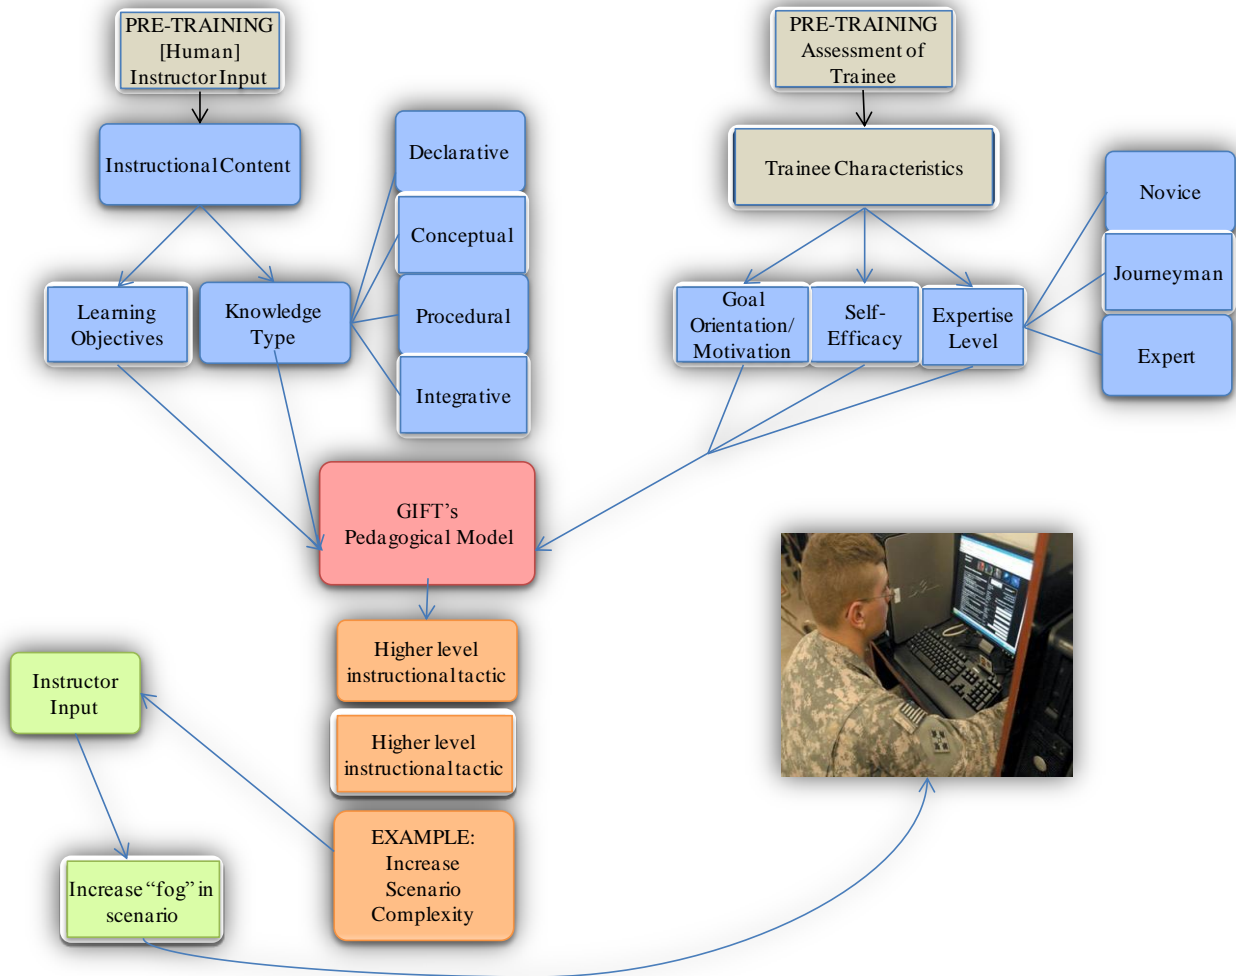 PRE-TRAINING
[Human]
Instructor Input
PRE-TRAINING
Assessment of
Trainee
Instructional Content
Declarative
Conceptual
Procedural
Integrative
Trainee Characteristics
Novice
Journeyman
Expert
Learning
Objectives
Knowledge
Type
Goal
Orientation/
Motivation
Self-
Efficacy
Expertise
Level
GIFT’s
Pedagogical Model
Higher level
instructional tactic
Higher level
instructional tactic
EXAMPLE:
Increase
Scenario
Complexity
Instructor
Input
Increase “fog” in
scenario